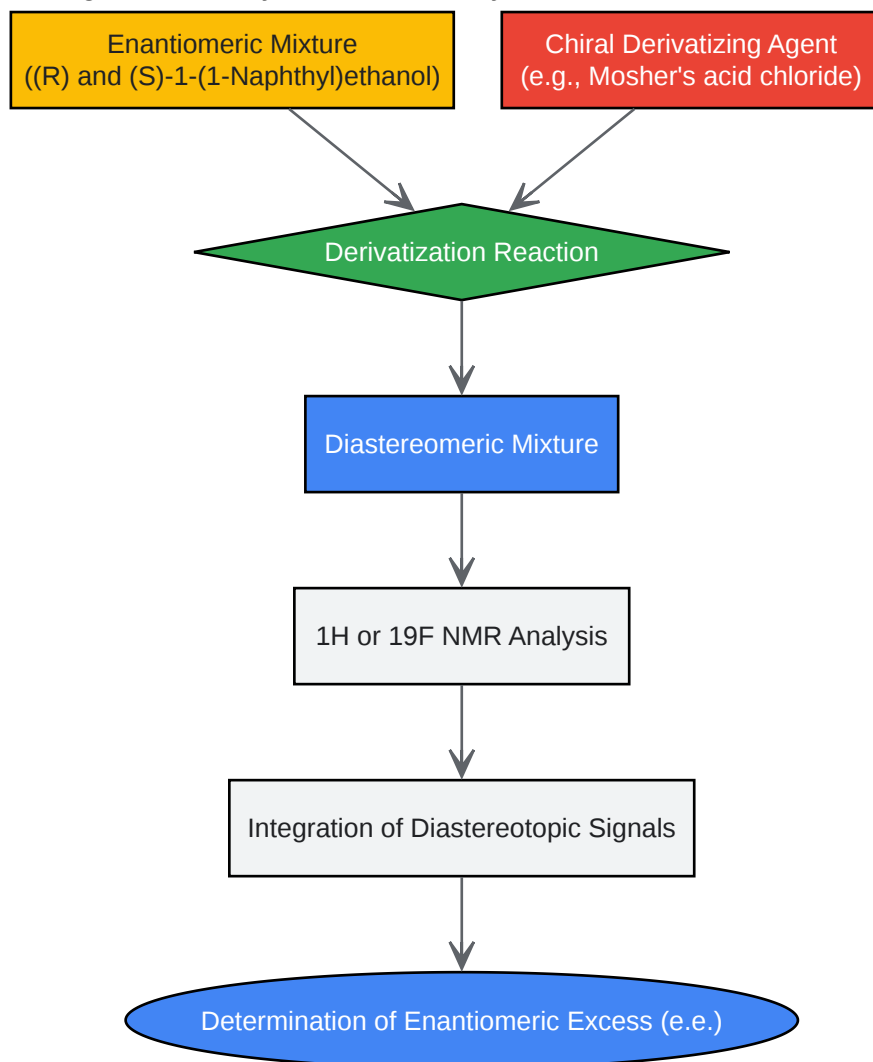 Enantiomeric Mixture
((R) and (S)-1-(1-Naphthyl)ethanol)
Chiral Derivatizing Agent
(e.g., Mosher's acid chloride)
Derivatization Reaction
Diastereomeric Mixture
1H or 19F NMR Analysis
Integration of Diastereotopic Signals
Determination of Enantiomeric Excess (e.e.)